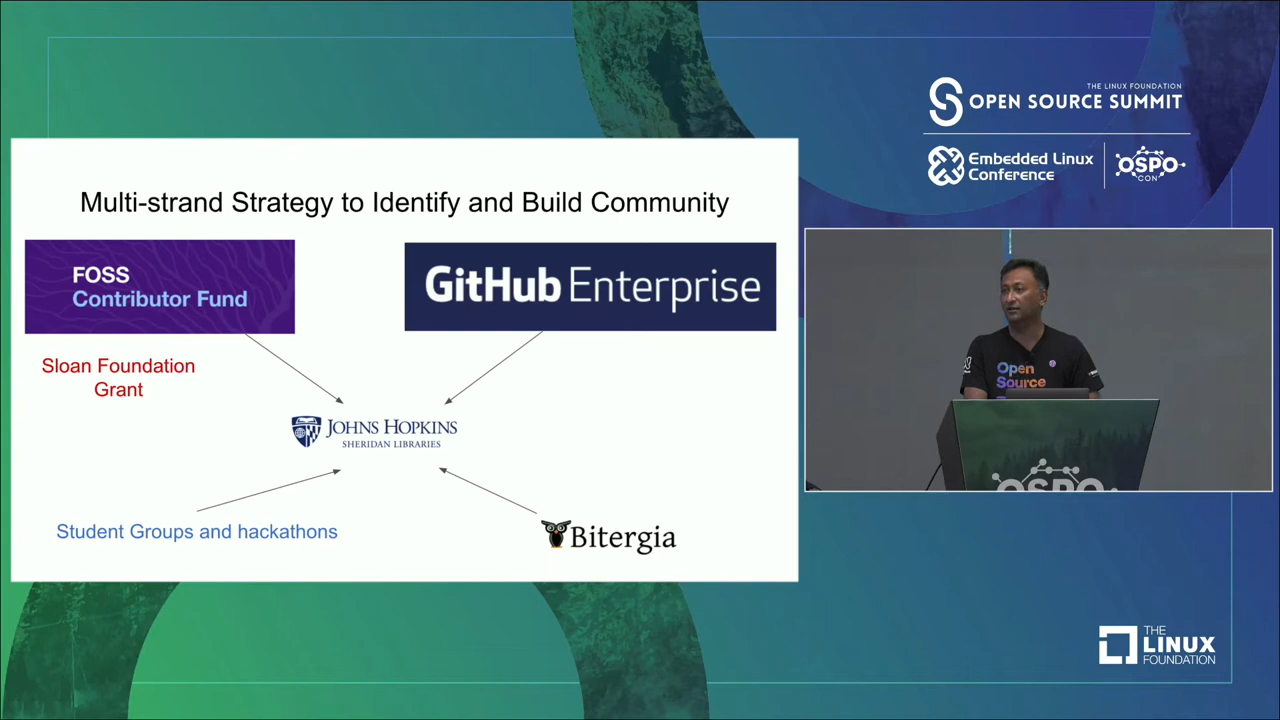 THE LINUX FOUNDATION
OPEN SOURCE SUMMIT
Embedded Linux
Conference
OSPO
CON
Multi-strand Strategy to Identify and Build Community
FOSS
Contributor Fund
GitHub Enterprise
Sloan Foundation
Grant
JOHNS HOPKINS
SHERIDAN LIBRARIES
Student Groups and hackathons
Bitergia
Open
Source
OSPO
THE
LINUX
FOUNDATION